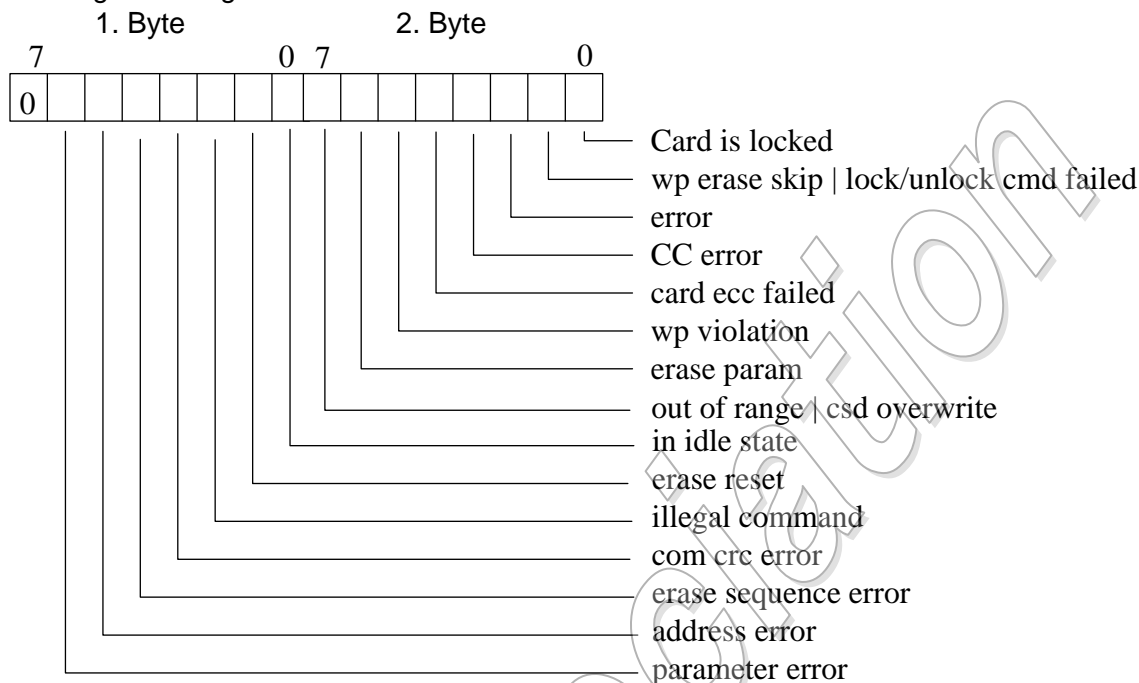 1. Byte 2. Byte
7 0 7 0
0
Card is locked
wp erase skip | lock/unlock cmd failed
error
CC error
card ecc failed
wp violation
erase param
out of range | csd overwrite
in idle state
erase reset
illegal command
com crc error
erase sequence error
address error
parameter error